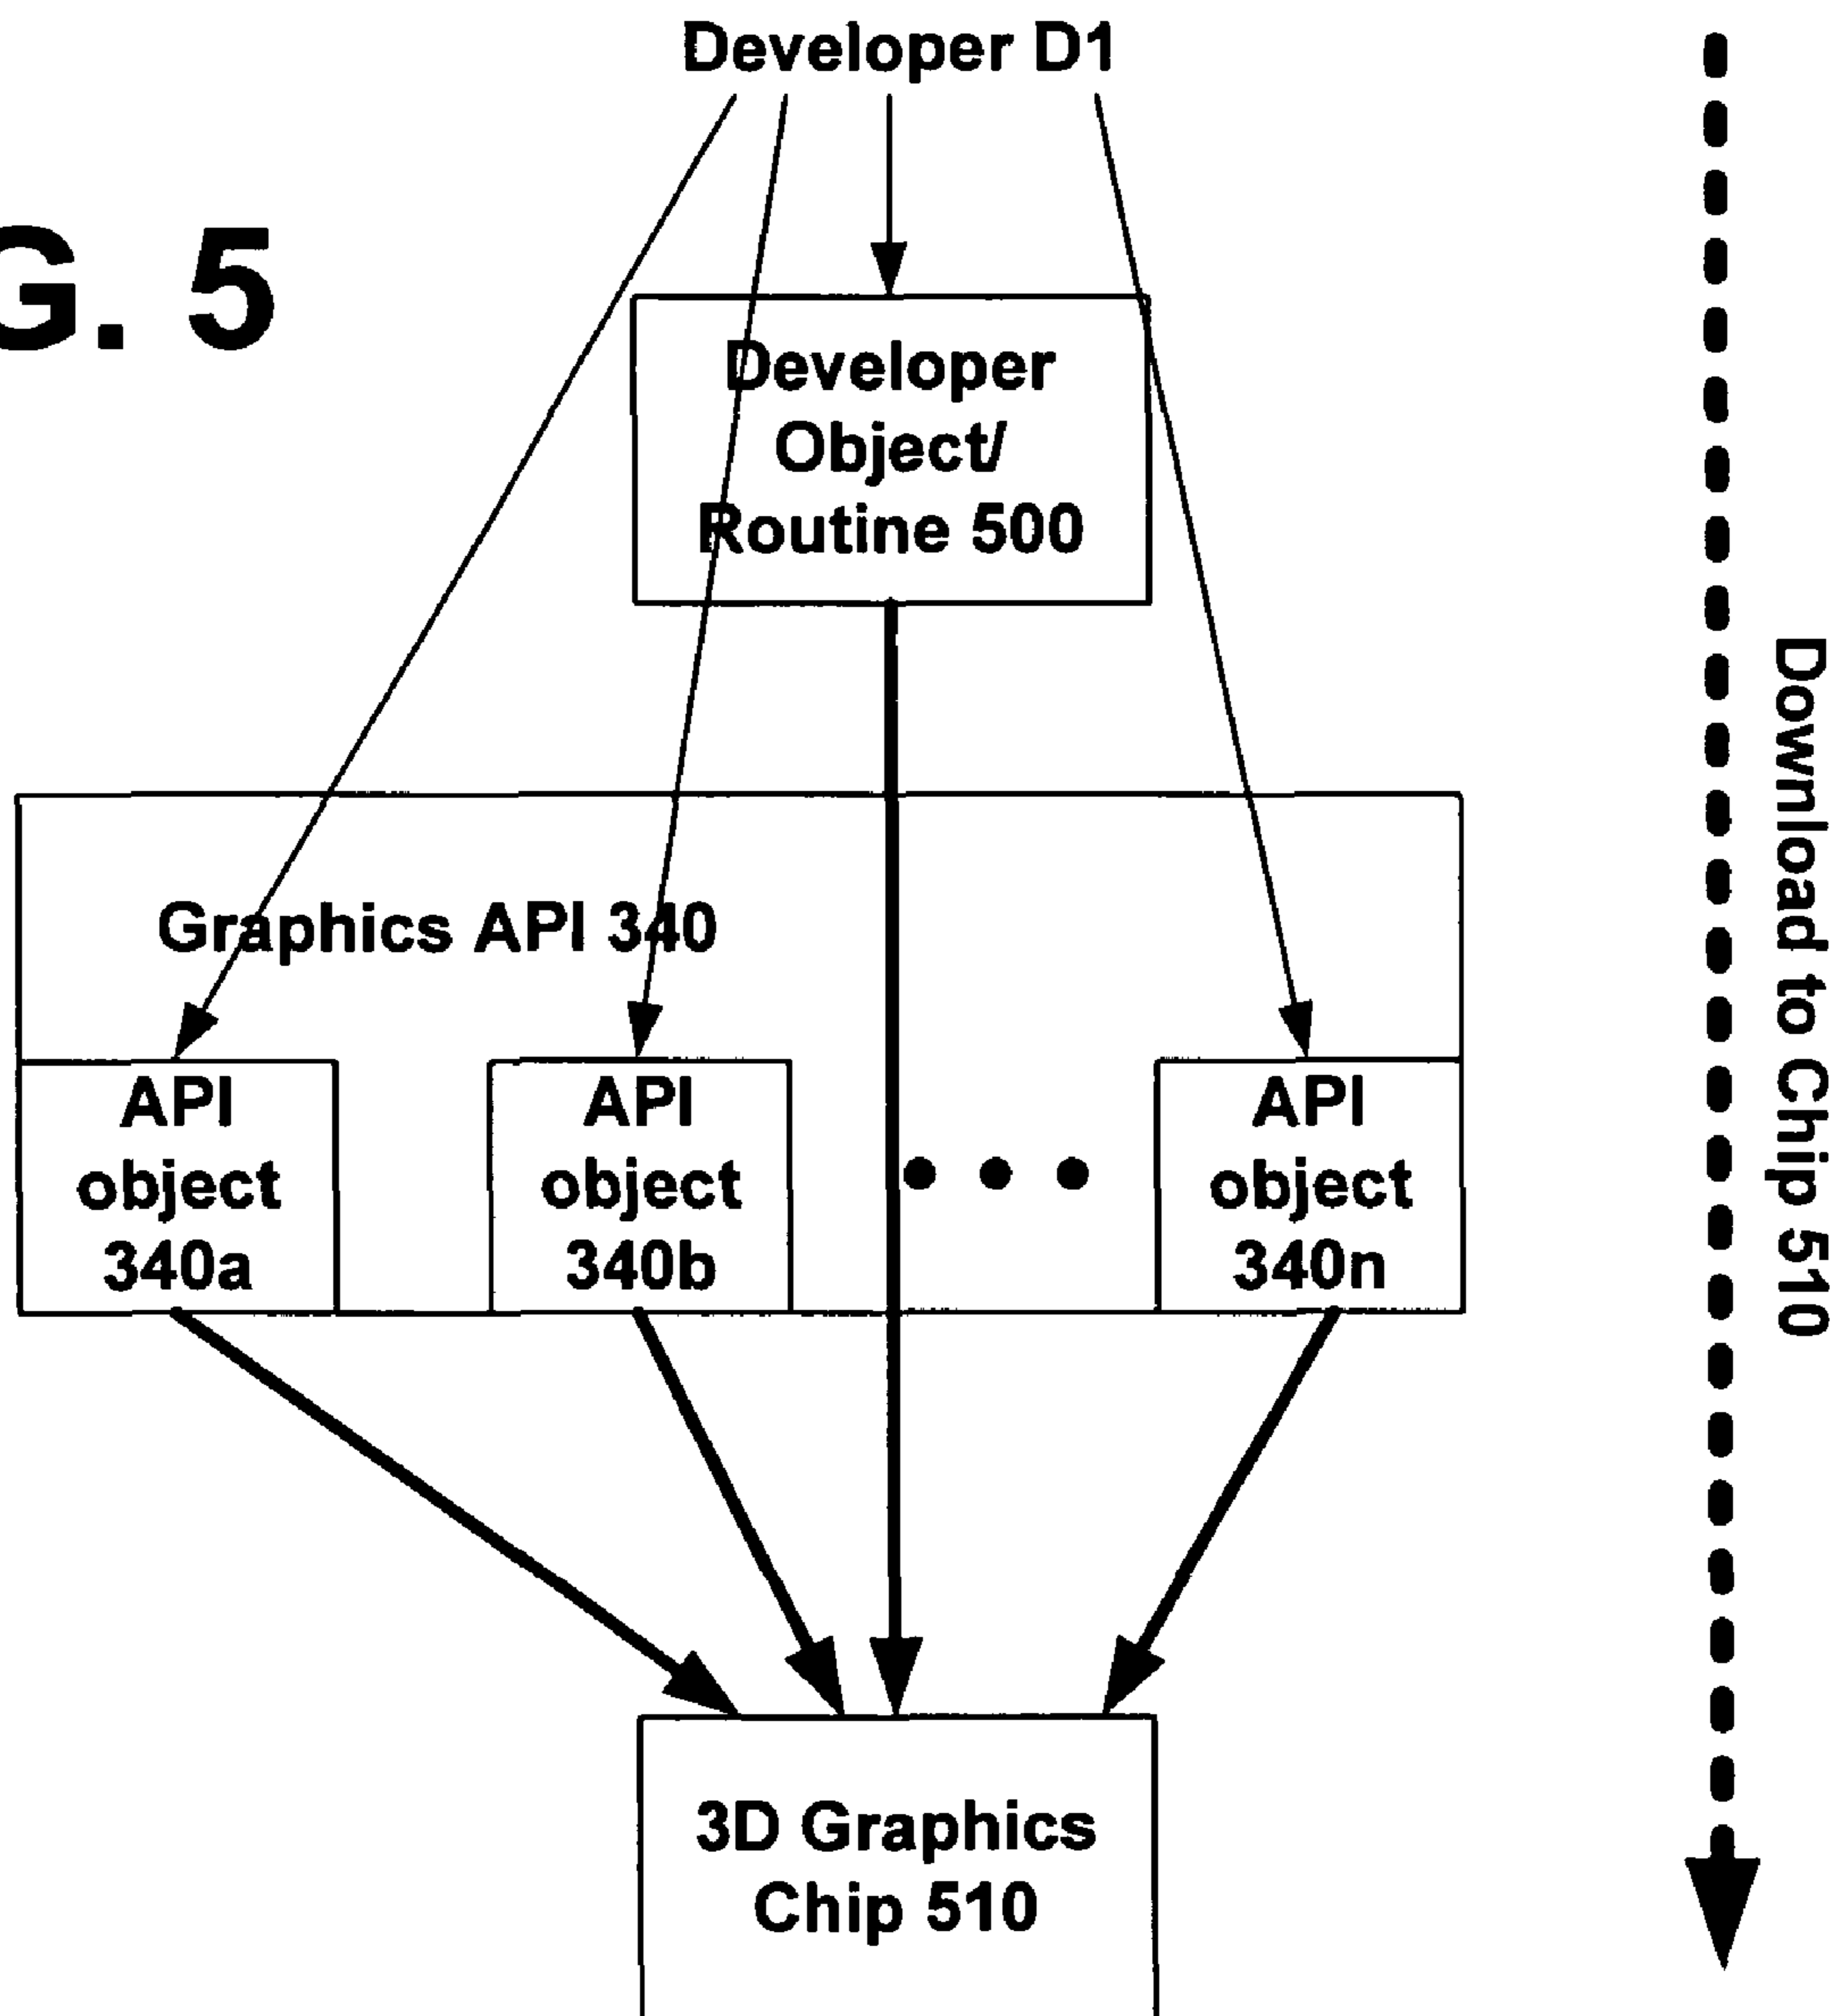 Developer D1
G. 5
Developer
Object/
Routine 500
Graphics API 340
API
object
340a
API
object
340b
API
object
340n
3D Graphics
Chip 510
Download to Chip 510